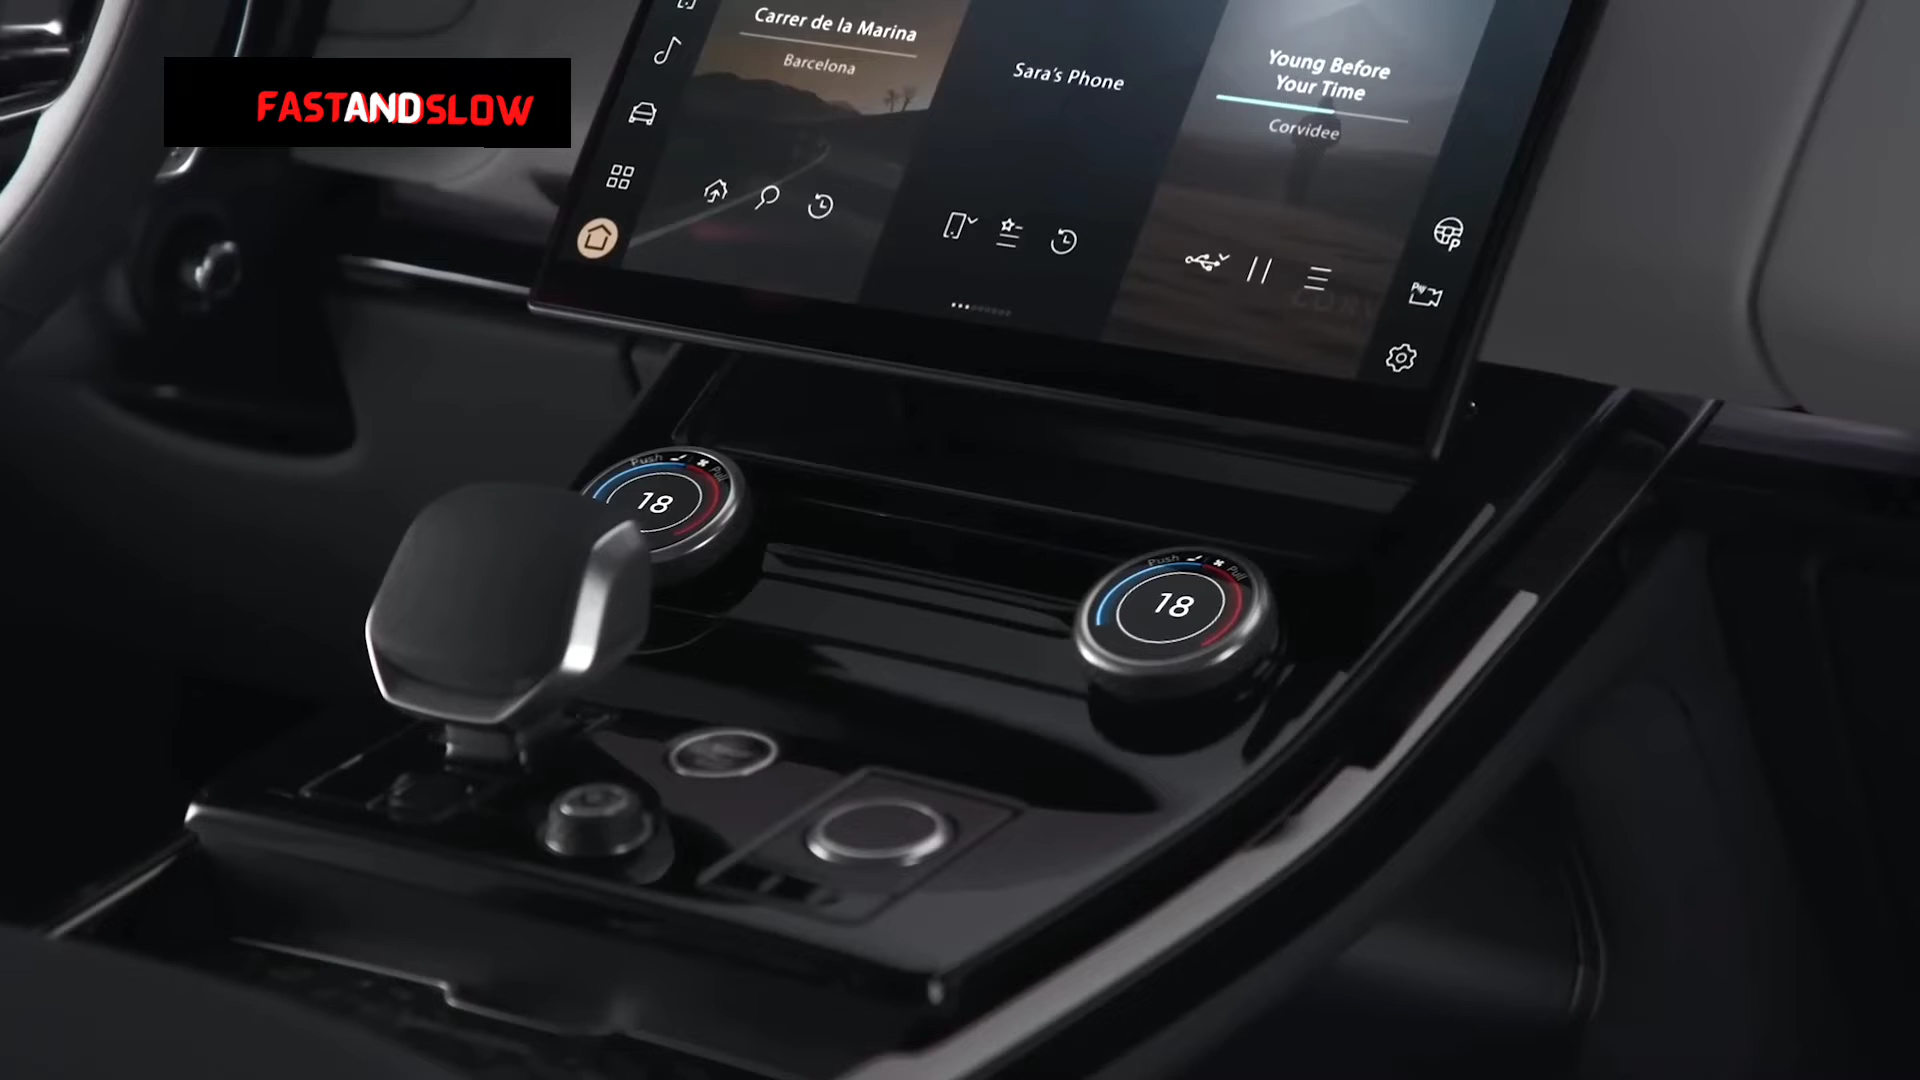 FASTANDSLOW
Carrer de la Marina
Barcelona
Sara's Phone
Young Before
Your Time
Corvidee
Push Pull
18
Push Pull
18